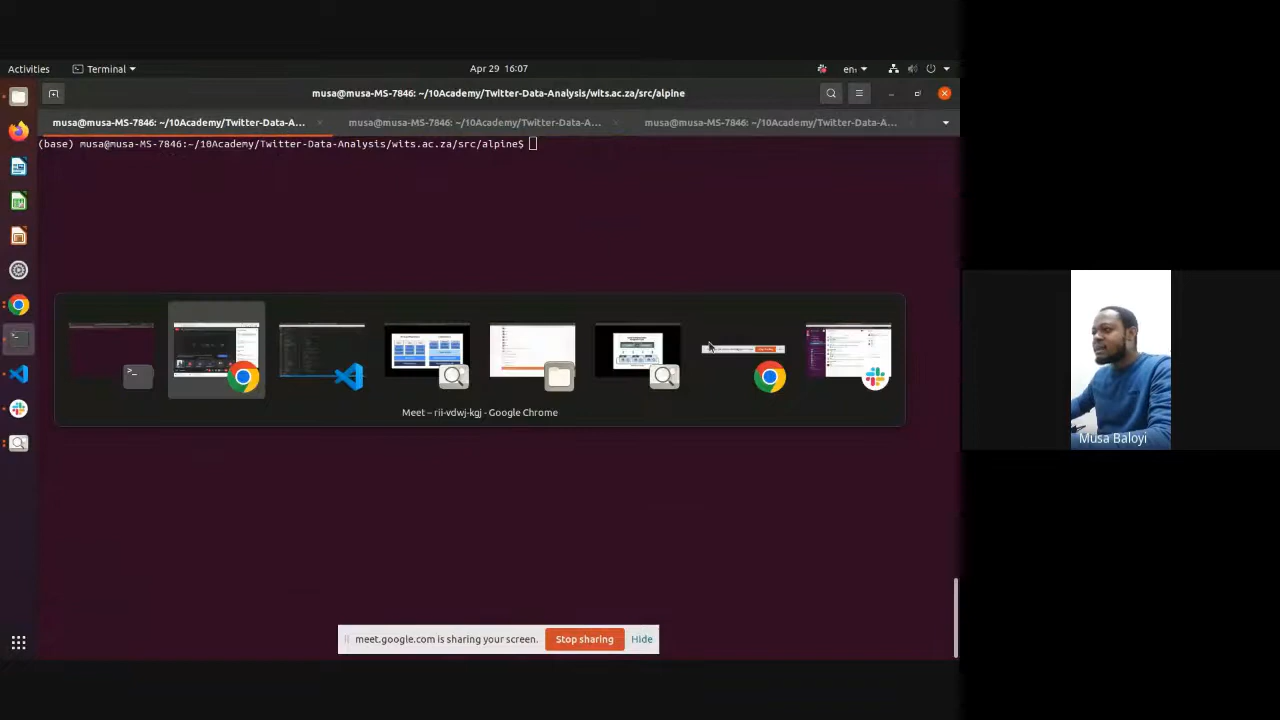 Activities
Terminal
Apr 29 16:07
en₁
musa@musa-MS-7846: ~/10Academy/Twitter-Data-Analysis/wits.ac.za/src/alpine
musa@musa-MS-7846: ~/10Academy/Twitter-Data-A...
musa@musa-MS-7846: ~/10Academy/Twitter-Data-A...
musa@musa-MS-7846: ~/10Academy/Twitter-Data-A...
(base) musa@musa-MS-7846:~/10Academy/Twitter-Data-Analysis/wits.ac.za/src/alpine$
Meet – rii-vdwj-kgj - Google Chrome
Musa Baloyi
meet.google.com is sharing your screen.
Stop sharing
Hide